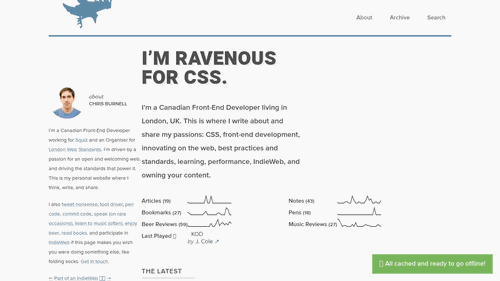 About Archive Search
I'M RAVENOUS
FOR CSS.
about
CHRIS BURNELL
I'm a Canadian Front-End Developer
working for Squiz and an Organiser for
London Web Standards. I'm driven by a
passion for an open and welcoming web,
and driving the standards that power it.
This is my personal website where I
think, write, and share.
I also tweet nonsense, toot drivel, pen
code, commit code, speak (on rare
occasions), listen to music (often), enjoy
beer, read books, and participate in
IndieWeb if this page makes you wish
you were doing something else, like
folding socks. Get in touch.
← Part of an IndieWeb
I'm a Canadian Front-End Developer living in
London, UK. This is where I write about and
share my passions: CSS, front-end development,
innovating on the web, best practices and
standards, learning, performance, IndieWeb, and
owning your content.
Articles (19)
Bookmarks (27)
Beer Reviews (59)
Last Played
KOD
by J. Cole ↗
Notes (43)
Pens (18)
Music Reviews (27)
THE LATEST
All cached and ready to go offline!